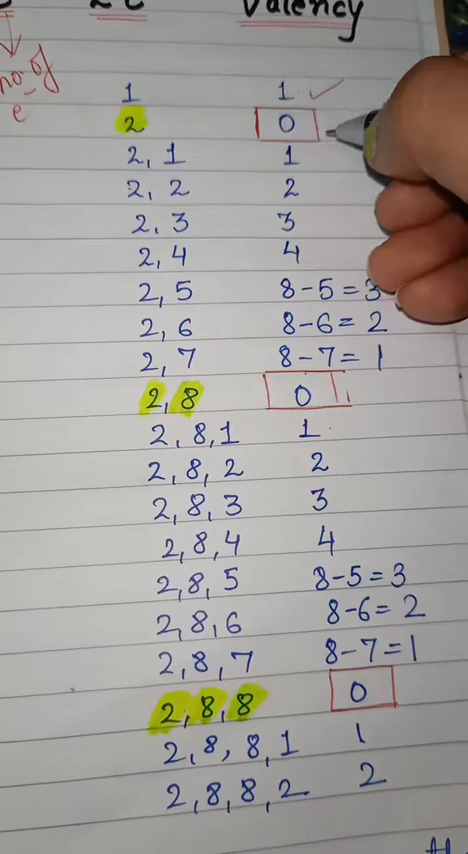 EC Valency
no. of
e⁻
1 1 ✓
2 0
2, 1 1
2, 2 2
2, 3 3
2, 4 4
2, 5 8-5=3
2, 6 8-6= 2
2, 7 8-7= 1
2, 8 0
2, 8, 1 1
2, 8, 2 2
2, 8, 3 3
2, 8, 4 4
2, 8, 5 8-5=3
2, 8, 6 8-6= 2
2, 8, 7 8-7=1
2, 8, 8 0
2, 8, 8, 1 1
2, 8, 8, 2 2